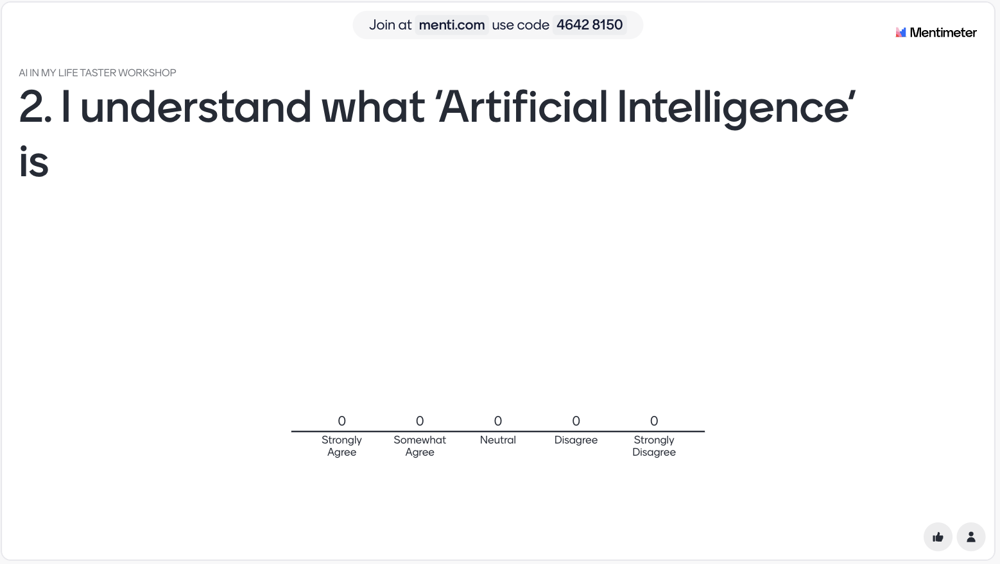 Join at menti.com use code 4642 8150
Mentimeter
AI IN MY LIFE TASTER WORKSHOP
2. I understand what ‘Artificial Intelligence’
is
0 0 0 0 0
Strongly Somewhat Neutral Disagree Strongly
Agree Agree Disagree